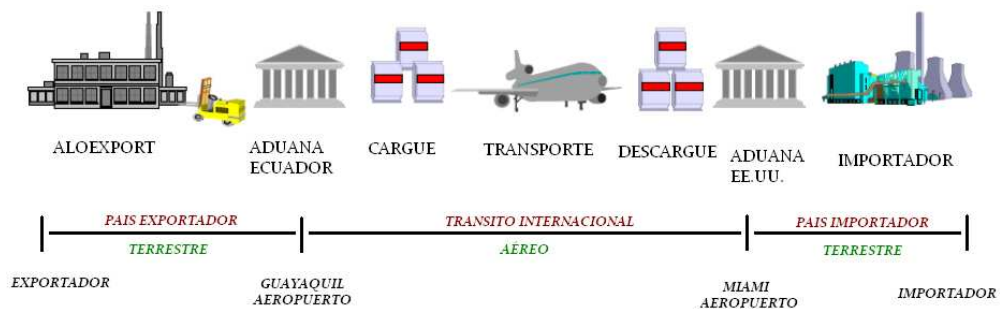 ALOEXPORT
ADUANA
ECUADOR
CARGUE
TRANSPORTE
DESCARGUE
ADUANA
EE.UU.
IMPORTADOR
PAIS EXPORTADOR
TRANSITO INTERNACIONAL
PAIS IMPORTADOR
TERRESTRE
AÉREO
TERRESTRE
EXPORTADOR
GUAYAQUIL
AEROPUERTO
MIAMI
AEROPUERTO
IMPORTADOR